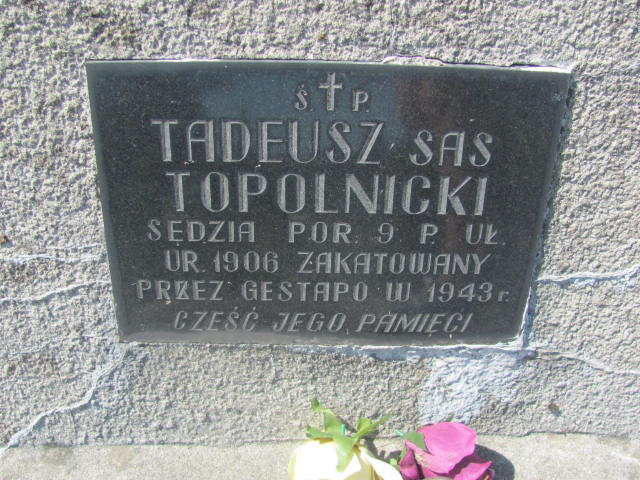 Ś✝P.
TADEUSZ SAS
TOPOLNICKI
SĘDZIA POR. 9 P. UŁ.
UR. 1906 ZAKATOWANY
PRZEZ GESTAPO W 1943 r.
CZEŚĆ JEGO PAMIĘCI